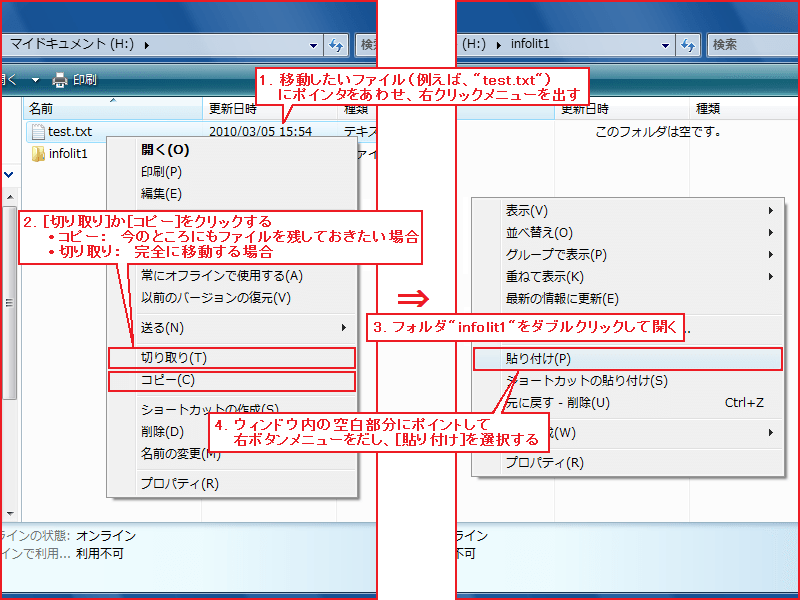 マイドキュメント (H:)
検
開く
印刷
名前
更新日時
種類
test.txt
2010/03/05 15:54
テキス
infolit1
1. 移動したいファイル（例えば、"test.txt"）
にポインタをあわせ、右クリックメニューを出す
開く(O)
印刷(P)
編集(E)
2. [切り取り]か[コピー]をクリックする
・コピー： 今のところにもファイルを残しておきたい場合
・切り取り： 完全に移動する場合
常にオフラインで使用する(A)
以前のバージョンの復元(V)
送る(N)
切り取り(T)
コピー(C)
ショートカットの作成(S)
削除(D)
名前の変更(M)
プロパティ(R)
ラインの状態: オンライン
インで利用... 利用不可
⇒
(H:)
infolit1
検索
更新日時
種類
このフォルダは空です。
表示(V)
並べ替え(O)
グループで表示(P)
重ねて表示(K)
最新の情報に更新(E)
3. フォルダ"infolit1"をダブルクリックして開く
貼り付け(P)
ショートカットの貼り付け(S)
元に戻す - 削除(U) Ctrl+Z
4. ウィンドウ内の空白部分にポイントして
右ボタンメニューをだし、[貼り付け]を選択する
成(W)
プロパティ(R)
ライン
不可